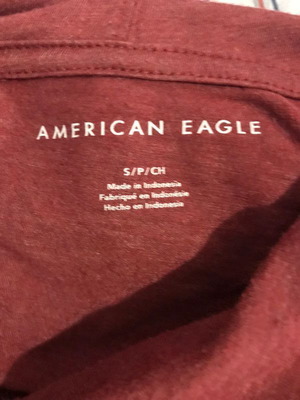 AMERICAN EAGLE
S/P/CH
Made in Indonesia
Fabriqué en Indonésie
Hecho en Indonesia